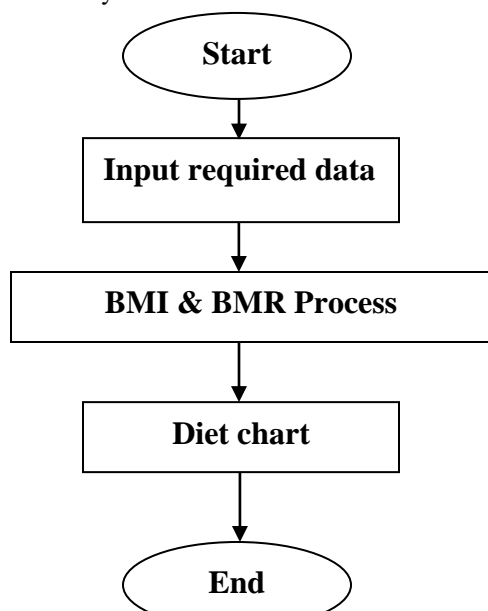 Start
Input required data
BMI & BMR Process
Diet chart
End